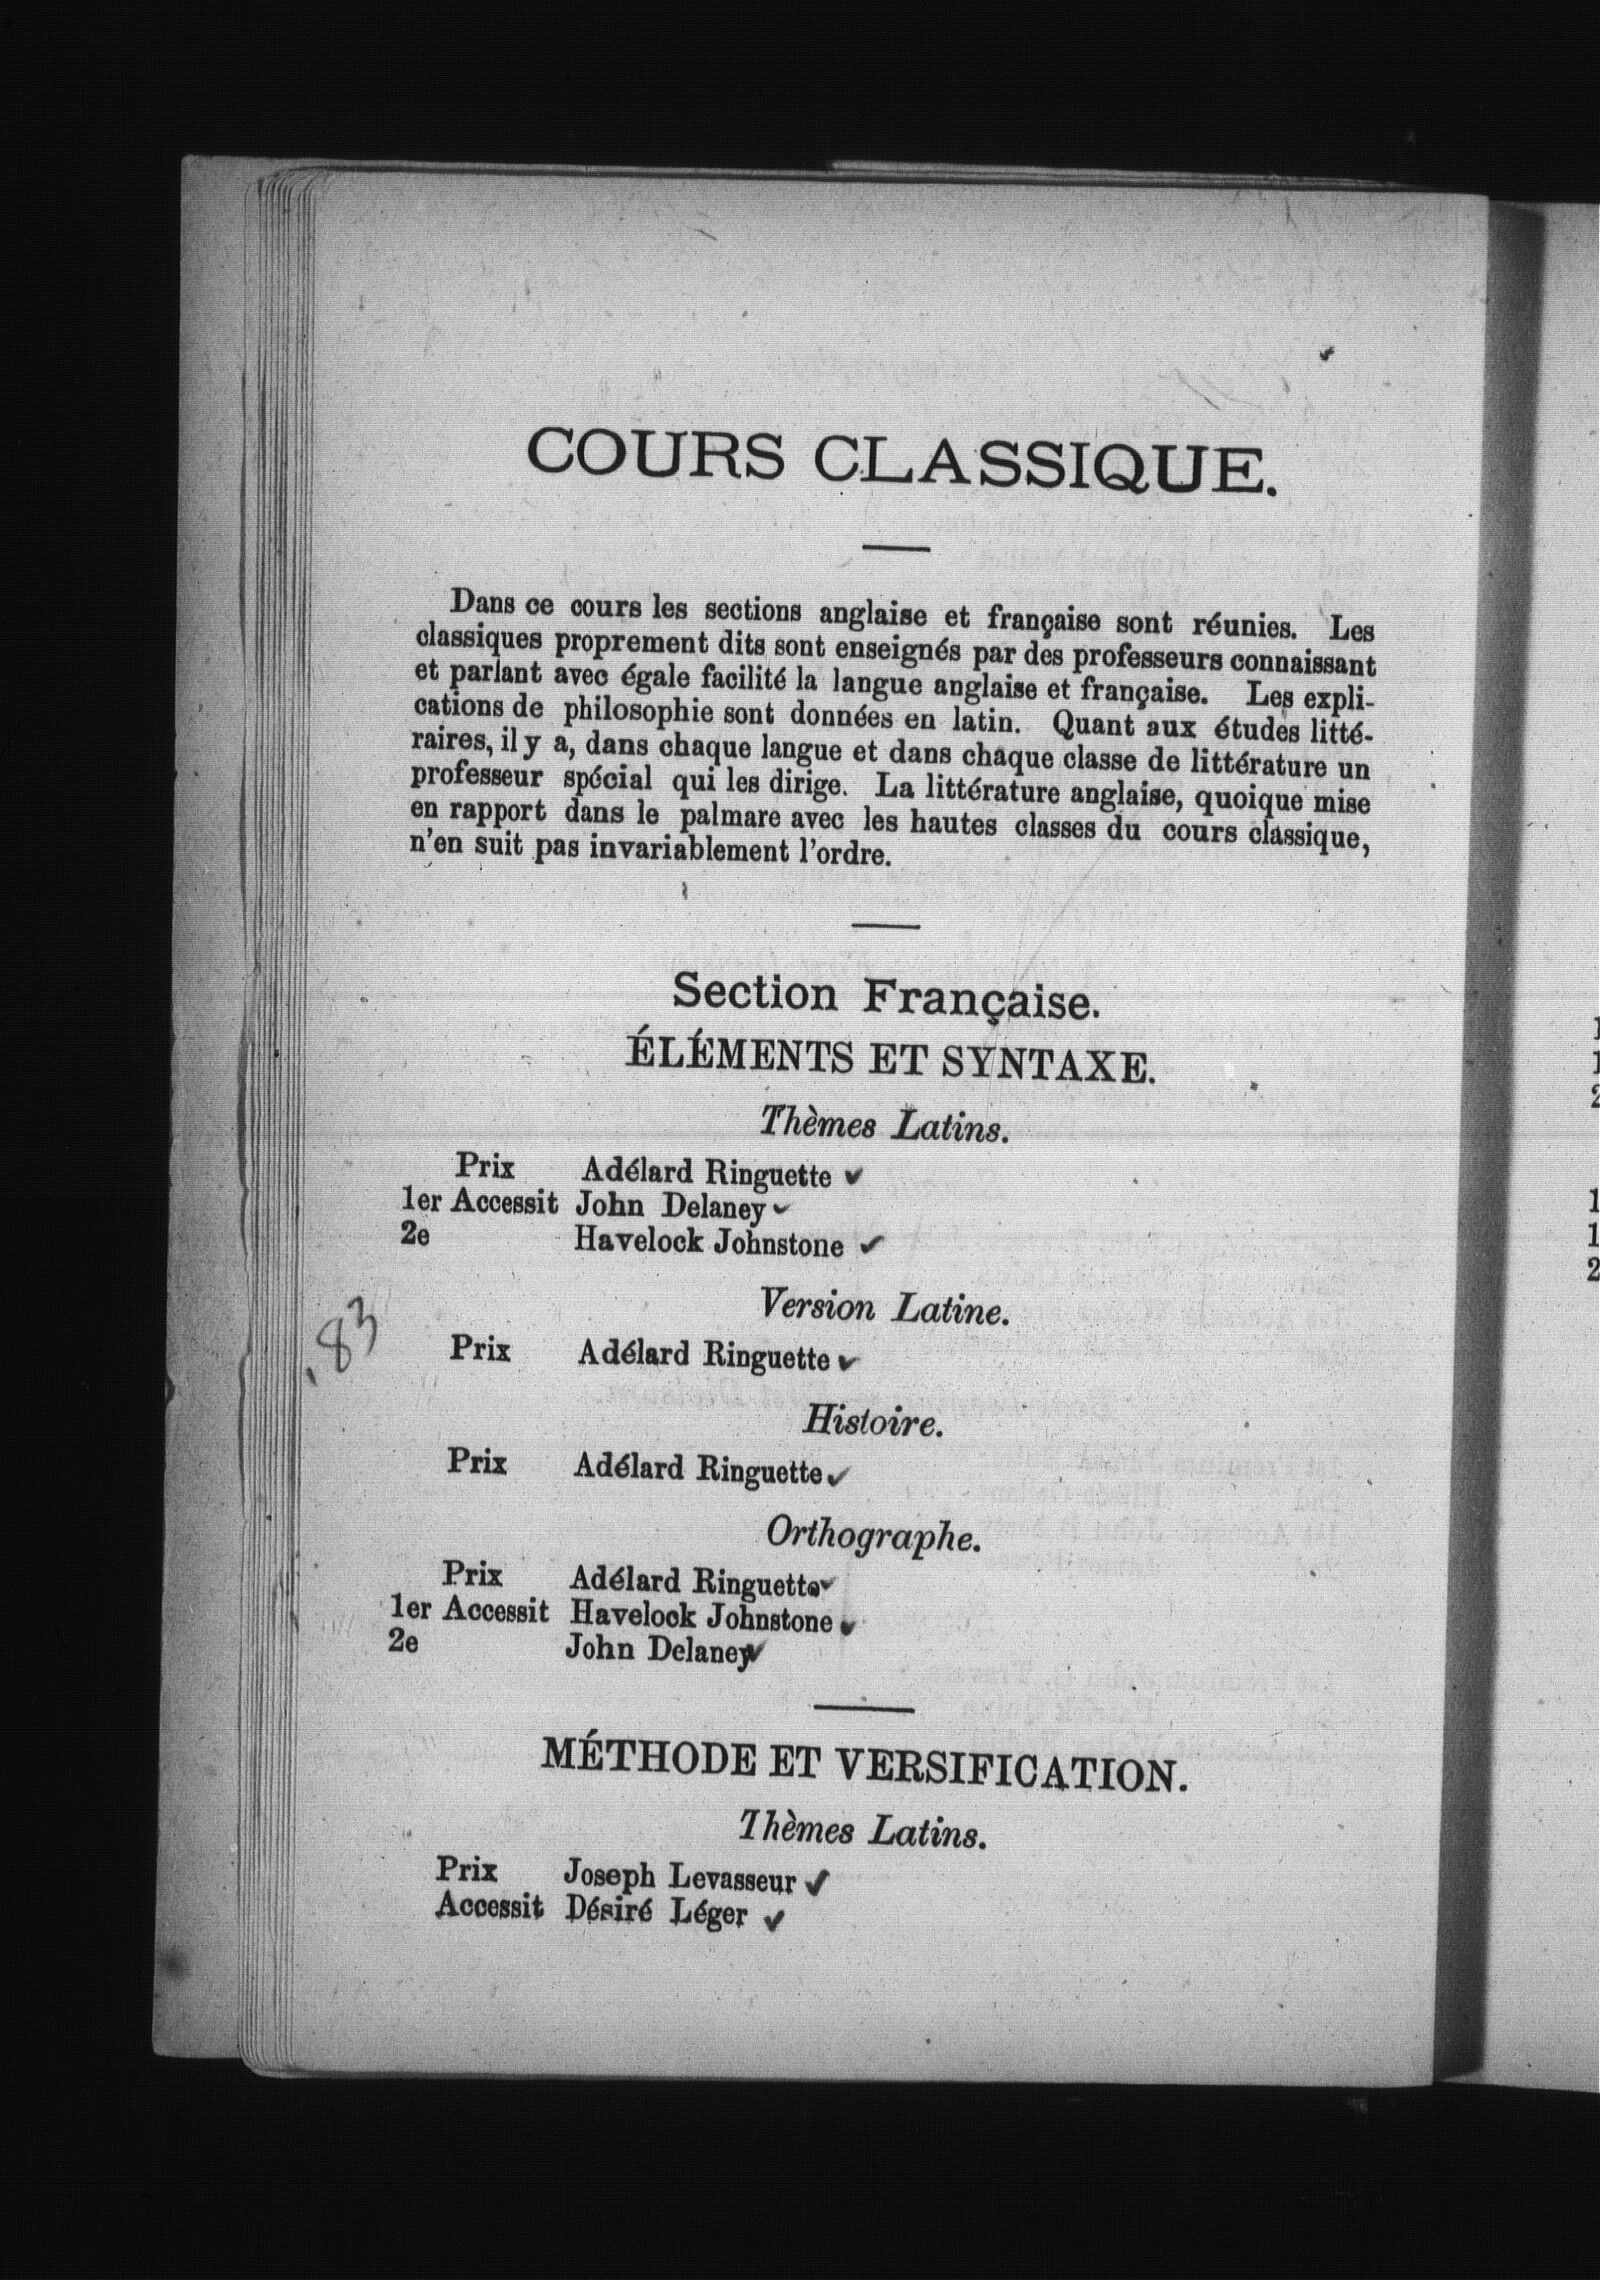 COURS CLASSIQUE.
Dans ce cours les sections anglaise et française sont réunies. Les
classiques proprement dits sont enseignés par des professeurs connaissant
et parlant avec égale facilité la langue anglaise et française. Les expli-
cations de philosophie sont données en latin. Quant aux études litté-
raires, il y a, dans chaque langue et dans chaque classe de littérature un
professeur spécial qui les dirige. La littérature anglaise, quoique mise
en rapport dans le palmare avec les hautes classes du cours classique,
n'en suit pas invariablement l'ordre.
Section Française.
ÉLÉMENTS ET SYNTAXE.
Thèmes Latins.
Prix Adélard Ringuette ✓
1er Accessit John Delaney ✓
2e Havelock Johnstone ✓
Version Latine.
.83
Prix Adélard Ringuette ✓
Histoire.
Prix Adélard Ringuette ✓
Orthographe.
Prix Adélard Ringuette ✓
1er Accessit Havelock Johnstone ✓
2e John Delaney ✓
MÉTHODE ET VERSIFICATION.
Thèmes Latins.
Prix Joseph Levasseur ✓
Accessit Désiré Léger ✓